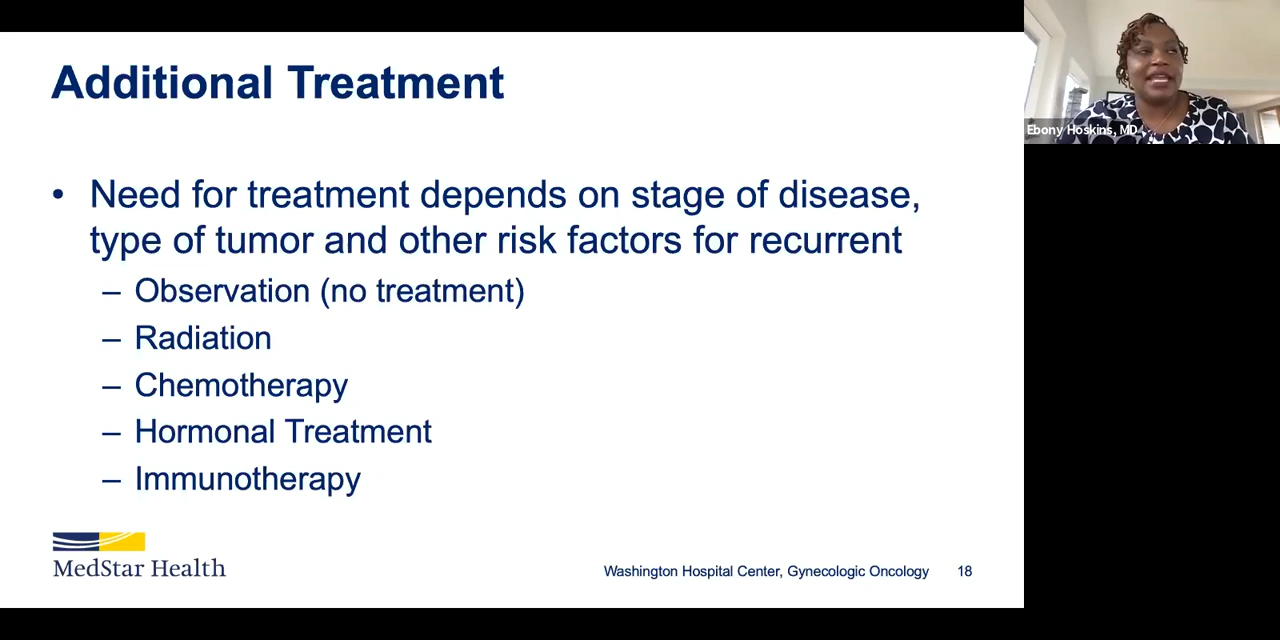 Additional Treatment
• Need for treatment depends on stage of disease,
type of tumor and other risk factors for recurrent
– Observation (no treatment)
– Radiation
– Chemotherapy
– Hormonal Treatment
– Immunotherapy
MedStar Health
Washington Hospital Center, Gynecologic Oncology 18
Ebony Hoskins, MD